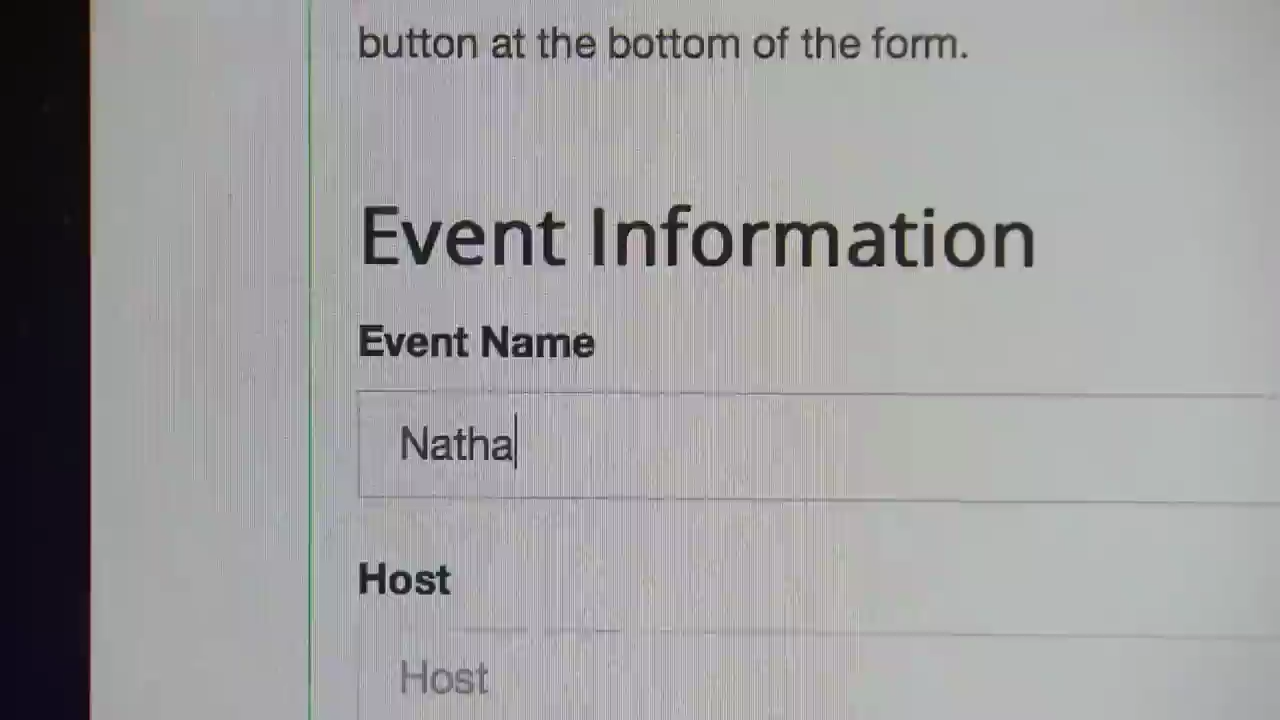 button at the bottom of the form.
Event Information
Event Name
Natha
Host
Host